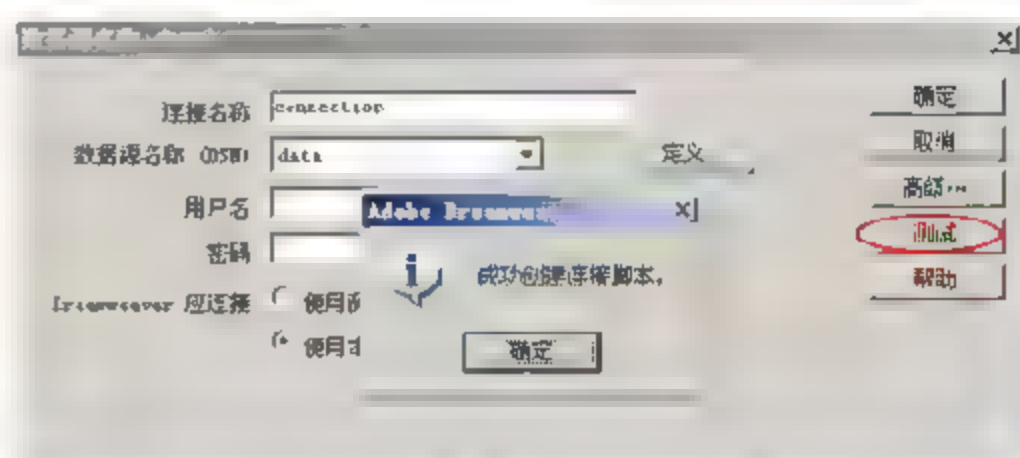 连接名称 connection
确定
数据源名称 (DSN) data 定义
取消
用户名
高级...
Adobe
密码
测试
成功创建连接脚本。
帮助
Dreamweaver 应连接 使用
使用
确定